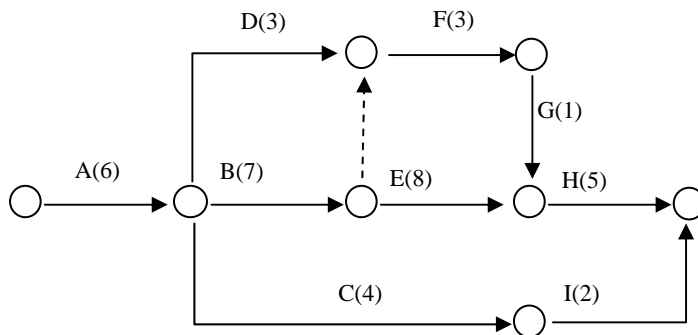 D(3) F(3)
G(1)
A(6) B(7) E(8) H(5)
C(4) I(2)